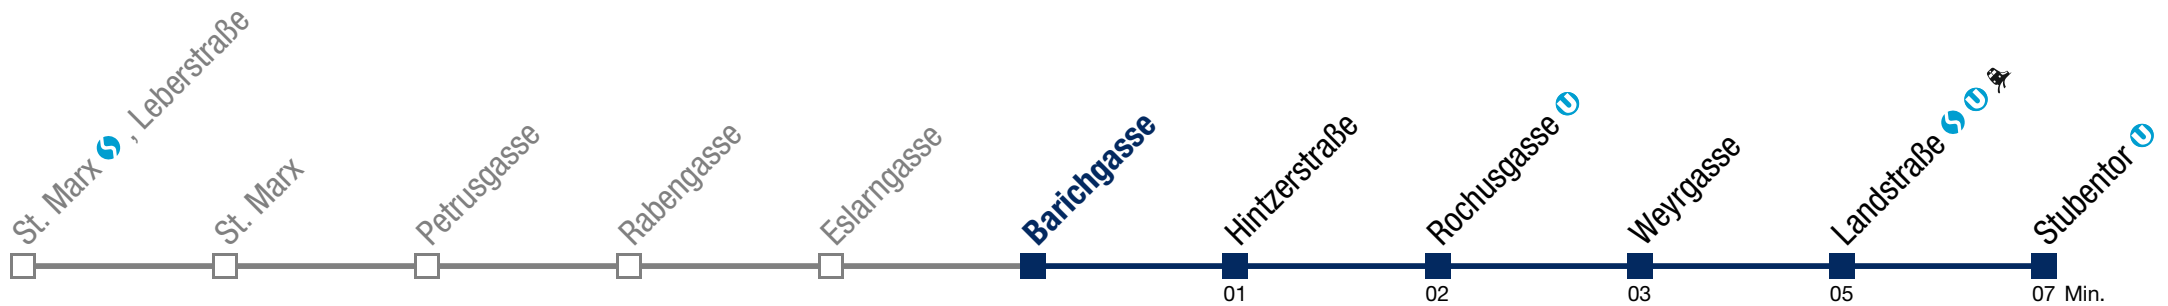 St. Marx S , Leberstraße
St. Marx
Petrusgasse
Rabengasse
Eslarngasse
Barichgasse
Hintzerstraße
Rochusgasse U
Weyrgasse
Landstraße S U
Stubentor U
01 02 03 05 07 Min.